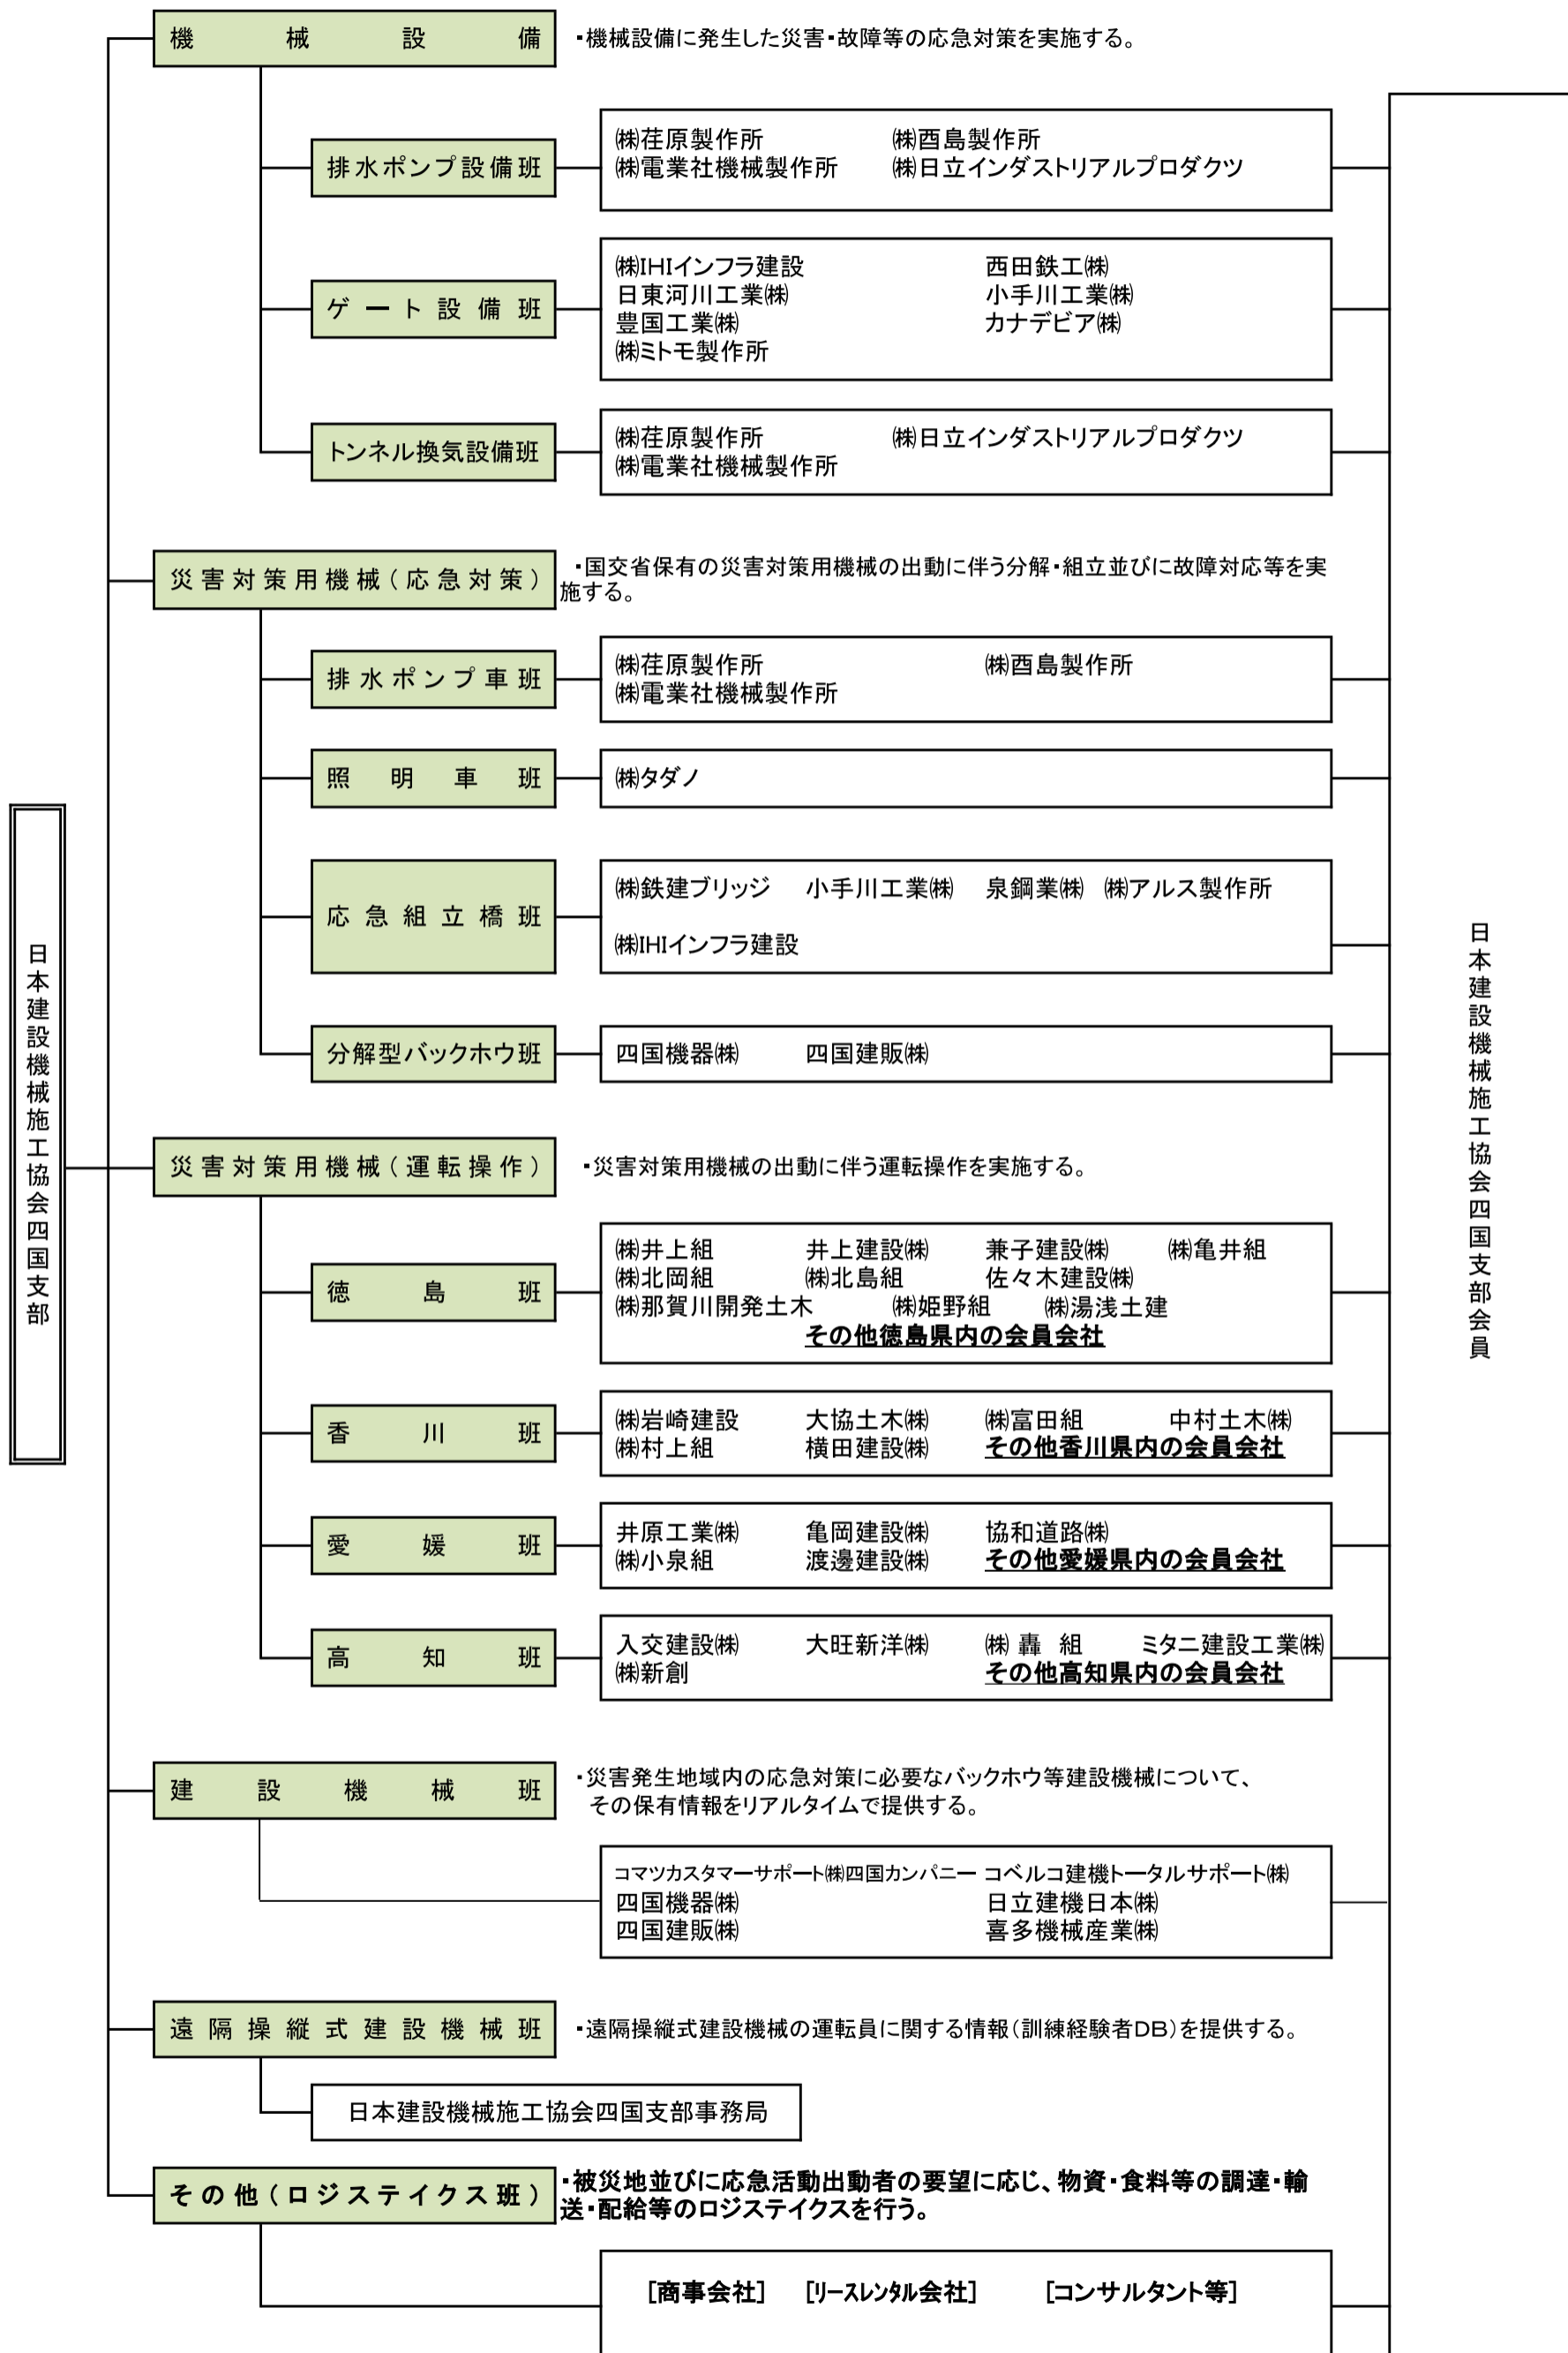 機械設備
・機械設備に発生した災害・故障等の応急対策を実施する。
排水ポンプ設備班
㈱荏原製作所 ㈱酉島製作所
㈱電業社機械製作所 ㈱日立インダストリアルプロダクツ
ゲート設備班
㈱IHIインフラ建設 西田鉄工㈱
日東河川工業㈱ 小手川工業㈱
豊国工業㈱ カナデビア㈱
㈱ミトモ製作所
トンネル換気設備班
㈱荏原製作所 ㈱日立インダストリアルプロダクツ
㈱電業社機械製作所
災害対策用機械（応急対策）
・国交省保有の災害対策用機械の出動に伴う分解・組立並びに故障対応等を実
施する。
排水ポンプ車班
㈱荏原製作所 ㈱酉島製作所
㈱電業社機械製作所
照明車班
㈱タダノ
応急組立橋班
㈱鉄建ブリッジ 小手川工業㈱ 泉鋼業㈱ ㈱アルス製作所
㈱IHIインフラ建設
分解型バックホウ班
四国機器㈱ 四国建販㈱
日本建設機械施工協会四国支部
災害対策用機械（運転操作）
・災害対策用機械の出動に伴う運転操作を実施する。
徳島班
㈱井上組 井上建設㈱ 兼子建設㈱ ㈱亀井組
㈱北岡組 ㈱北島組 佐々木建設㈱
㈱那賀川開発土木 ㈱姫野組 ㈱湯浅土建
その他徳島県内の会員会社
香川班
㈱岩崎建設 大協土木㈱ ㈱富田組 中村土木㈱
㈱村上組 横田建設㈱ その他香川県内の会員会社
愛媛班
井原工業㈱ 亀岡建設㈱ 協和道路㈱
㈱小泉組 渡邊建設㈱ その他愛媛県内の会員会社
高知班
入交建設㈱ 大旺新洋㈱ ㈱ 轟 組 ミタニ建設工業㈱
㈱新創 その他高知県内の会員会社
日本建設機械施工協会四国支部会員
建設機械班
・災害発生地域内の応急対策に必要なバックホウ等建設機械について、
その保有情報をリアルタイムで提供する。
コマツカスタマーサポート㈱四国カンパニー コベルコ建機トータルサポート㈱
四国機器㈱ 日立建機日本㈱
四国建販㈱ 喜多機械産業㈱
遠隔操縦式建設機械班
・遠隔操縦式建設機械の運転員に関する情報（訓練経験者DB）を提供する。
日本建設機械施工協会四国支部事務局
その他（ロジステイクス班）
・被災地並びに応急活動出動者の要望に応じ、物資・食料等の調達・輸
送・配給等のロジステイクスを行う。
［商事会社］ ［リースレンタル会社］ ［コンサルタント等］